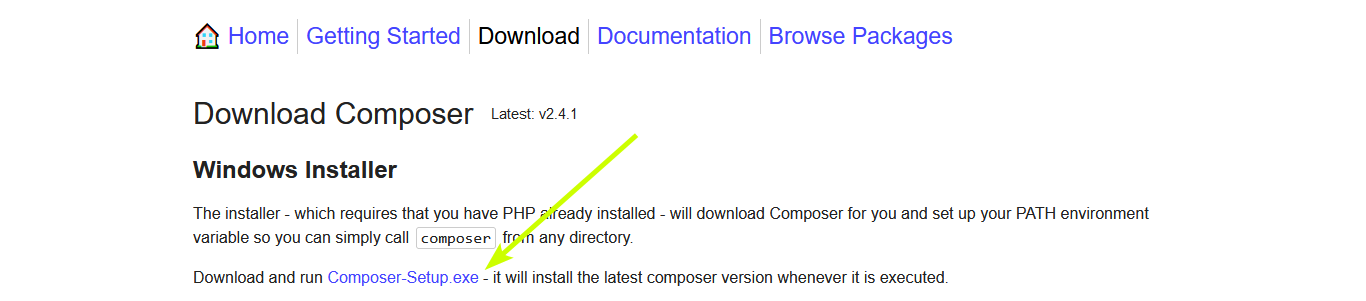 Home Getting Started Download Documentation Browse Packages
Download Composer Latest: v2.4.1
Windows Installer
The installer - which requires that you have PHP already installed - will download Composer for you and set up your PATH environment
variable so you can simply call composer from any directory.
Download and run Composer-Setup.exe - it will install the latest composer version whenever it is executed.